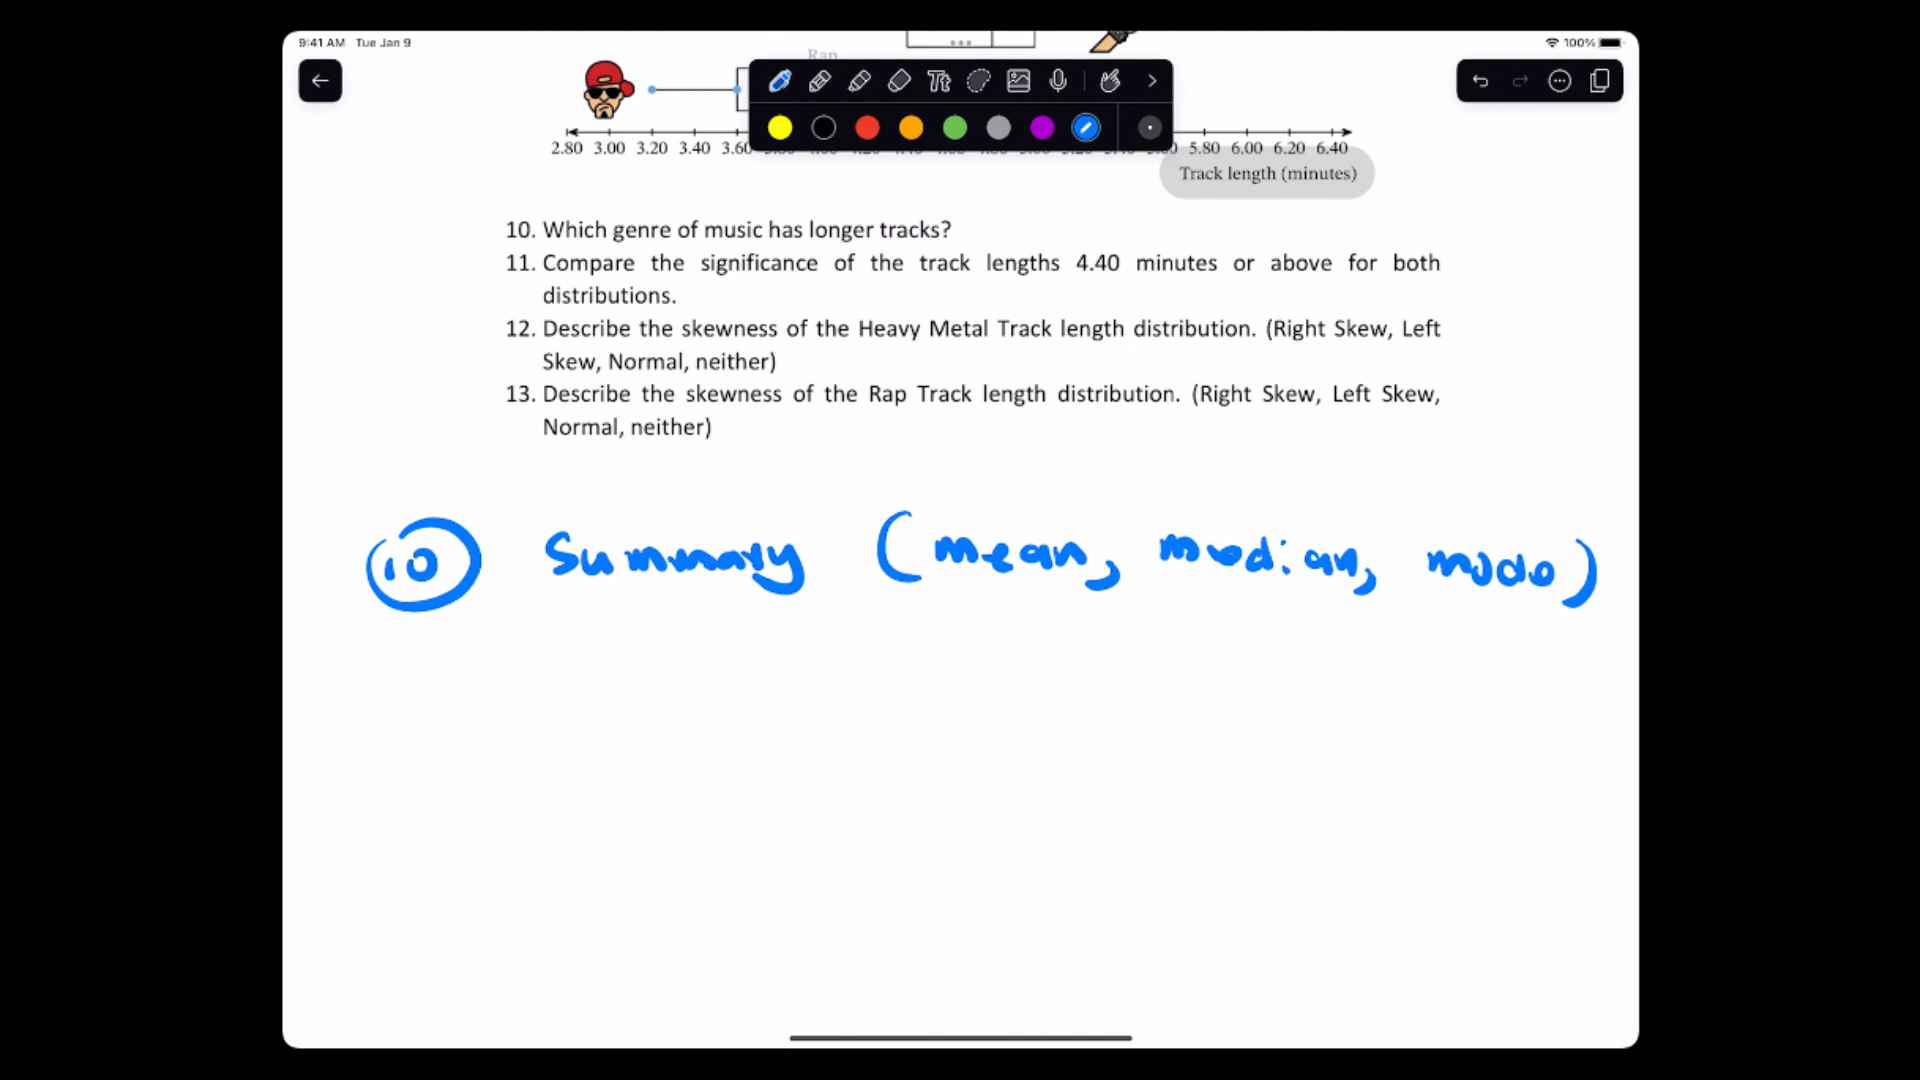 9:41 AM Tue Jan 9
100%
Rap
Tt
2.80 3.00 3.20 3.40 3.60 5.80 6.00 6.20 6.40
Track length (minutes)
10. Which genre of music has longer tracks?
11. Compare the significance of the track lengths 4.40 minutes or above for both
distributions.
12. Describe the skewness of the Heavy Metal Track length distribution. (Right Skew, Left
Skew, Normal, neither)
13. Describe the skewness of the Rap Track length distribution. (Right Skew, Left Skew,
Normal, neither)
10 Summary (mean, median, mode)